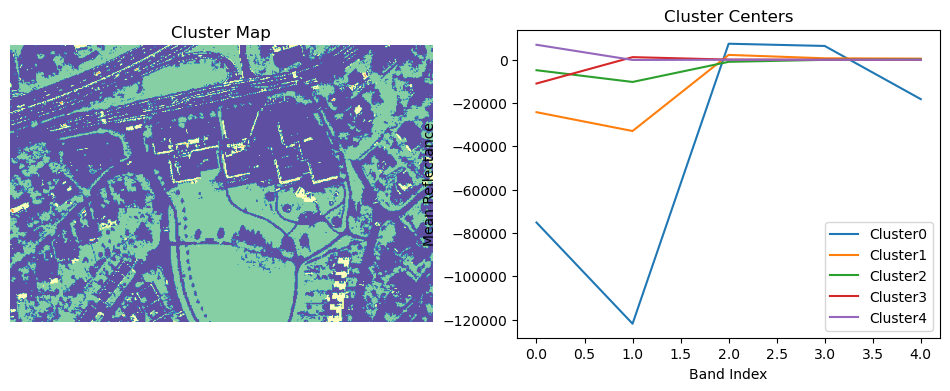 Cluster Map
Cluster Centers
Mean Reflectance
0
−20000
−40000
−60000
−80000
−100000
−120000
0.0 0.5 1.0 1.5 2.0 2.5 3.0 3.5 4.0
Band Index
Cluster0
Cluster1
Cluster2
Cluster3
Cluster4